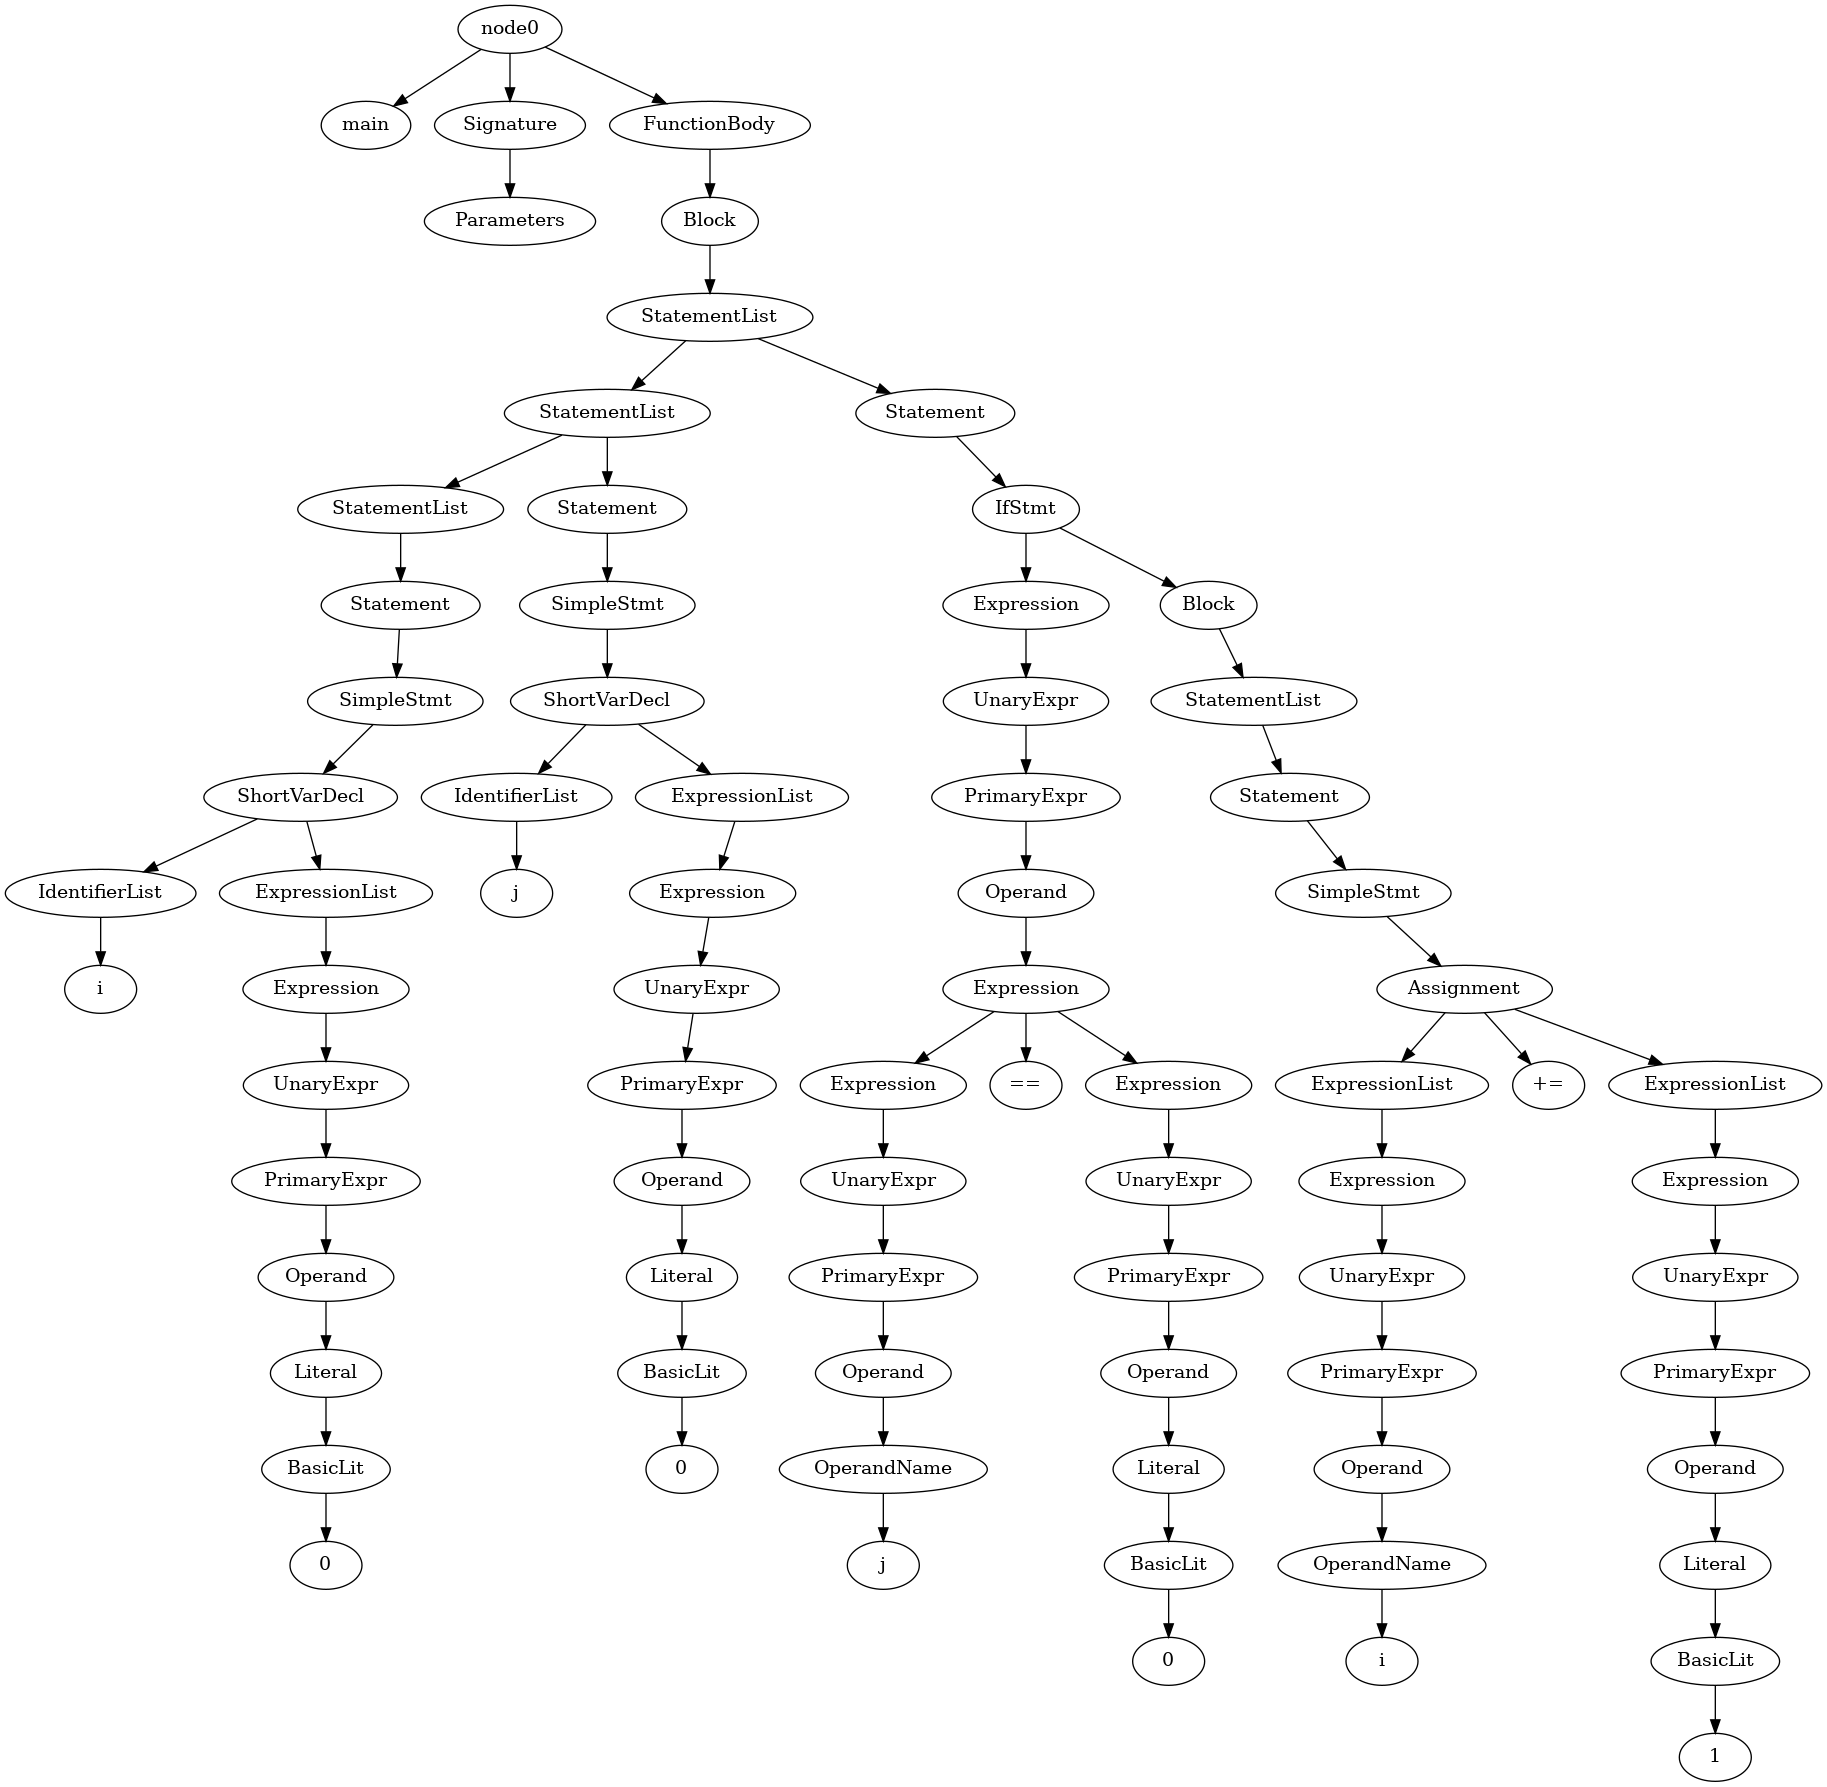 node0
main Signature FunctionBody
Parameters Block
StatementList
StatementList Statement
StatementList Statement IfStmt
Statement SimpleStmt Expression Block
SimpleStmt ShortVarDecl UnaryExpr StatementList
ShortVarDecl IdentifierList ExpressionList PrimaryExpr Statement
IdentifierList ExpressionList j Expression Operand SimpleStmt
i Expression UnaryExpr Expression Assignment
UnaryExpr PrimaryExpr Expression == Expression ExpressionList += ExpressionList
PrimaryExpr Operand UnaryExpr UnaryExpr Expression Expression
Operand Literal PrimaryExpr PrimaryExpr UnaryExpr UnaryExpr
Literal BasicLit Operand Operand PrimaryExpr PrimaryExpr
BasicLit 0 OperandName Literal Operand Operand
0 j BasicLit OperandName Literal
0 i BasicLit
1